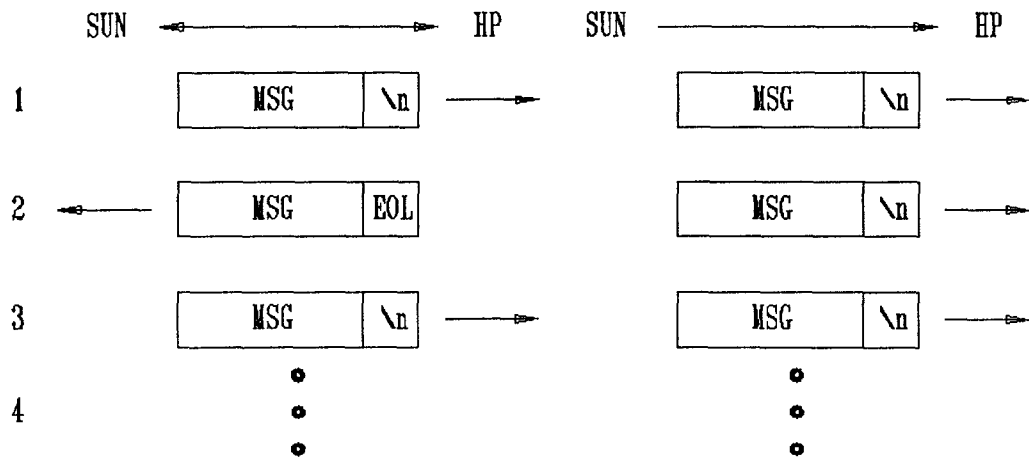 SUN HP SUN HP
1 MSG \n MSG \n
2 MSG EOL MSG \n
3 MSG \n MSG \n
4